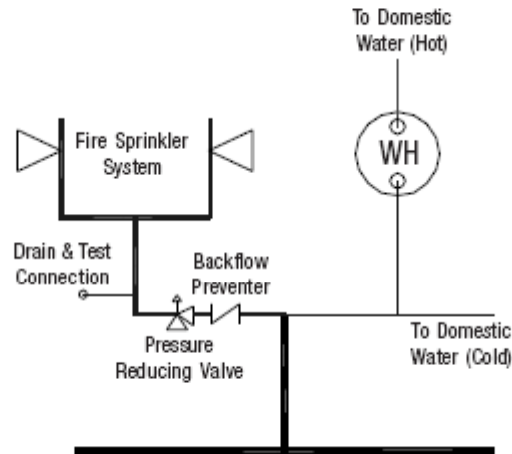 To Domestic
Water (Hot)
Fire Sprinkler
System
WH
Drain & Test
Connection
Backflow
Preventer
Pressure
Reducing Valve
To Domestic
Water (Cold)